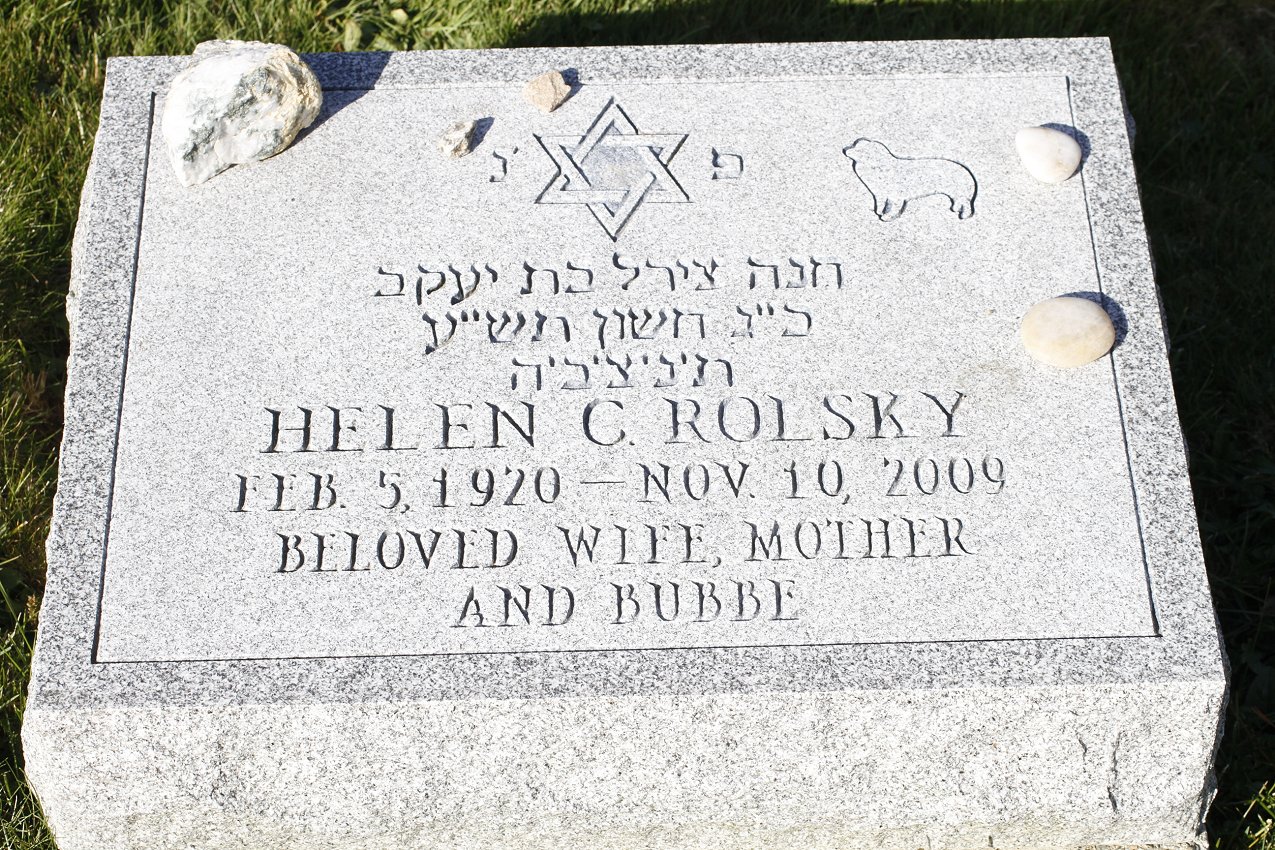 פ נ'
חנה צירל בת יעקב
כ"ג חשון תש"ע
ת'נ'צ'ב'ה
HELEN C. ROLSKY
FEB. 5, 1920 – NOV. 10, 2009
BELOVED WIFE, MOTHER
AND BUBBE